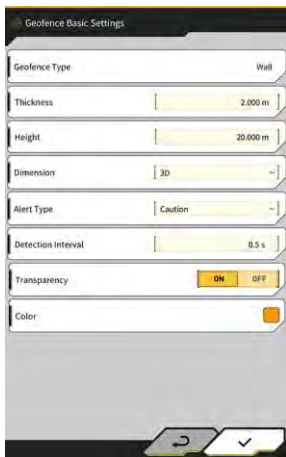 Geofence Basic Settings
Geofence Type Wall
Thickness 2.000 m
Height 20.000 m
Dimension 3D
Alert Type Caution
Detection Interval 0.5 s
Transparency ON OFF
Color